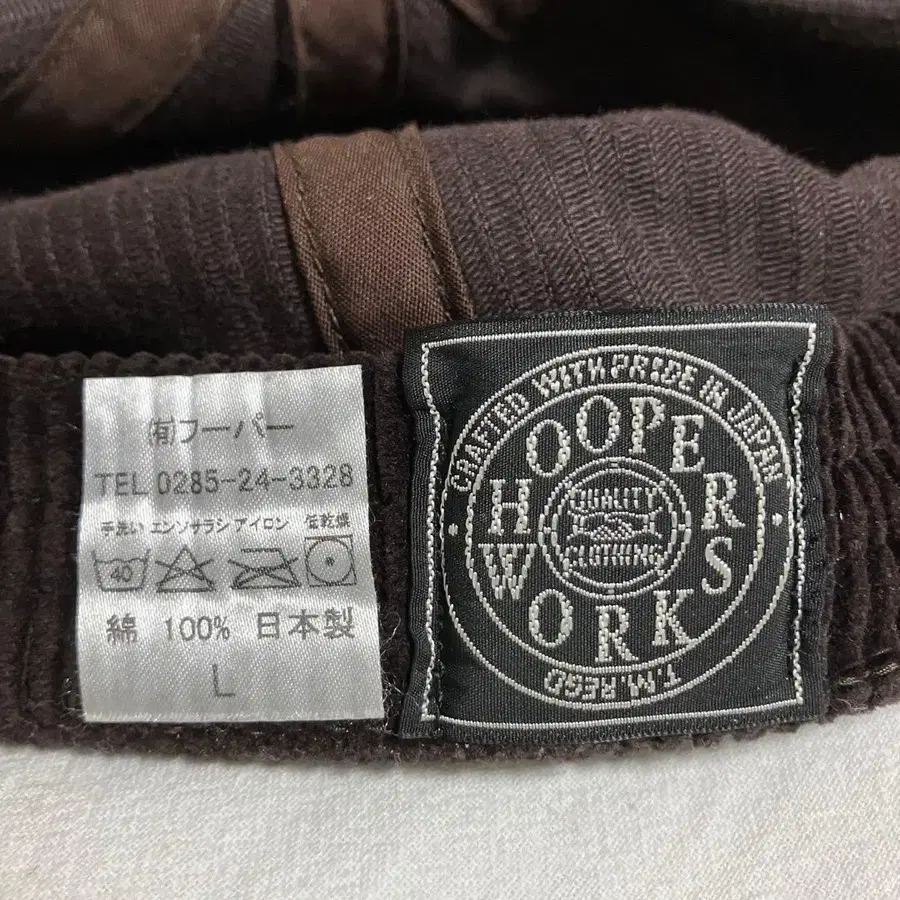 ㈲フーパー
TEL 0285-24-3328
手洗い エンソサラシ アイロン 低乾燥
40
綿 100% 日本製
L
CRAFTED WITH PRIDE IN JAPAN
HOOPERS
WORKS
QUALITY
CLOTHING
T.M.REGD